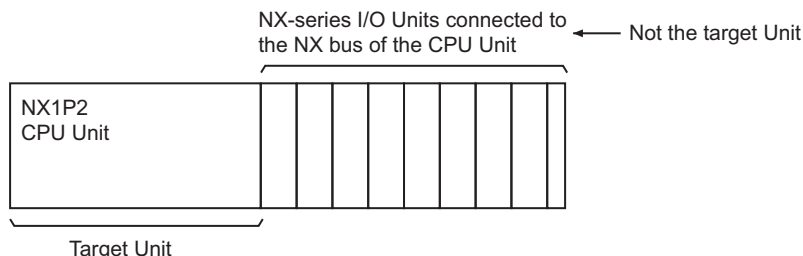 NX-series I/O Units connected to
the NX bus of the CPU Unit
Not the target Unit
NX1P2
CPU Unit
Target Unit